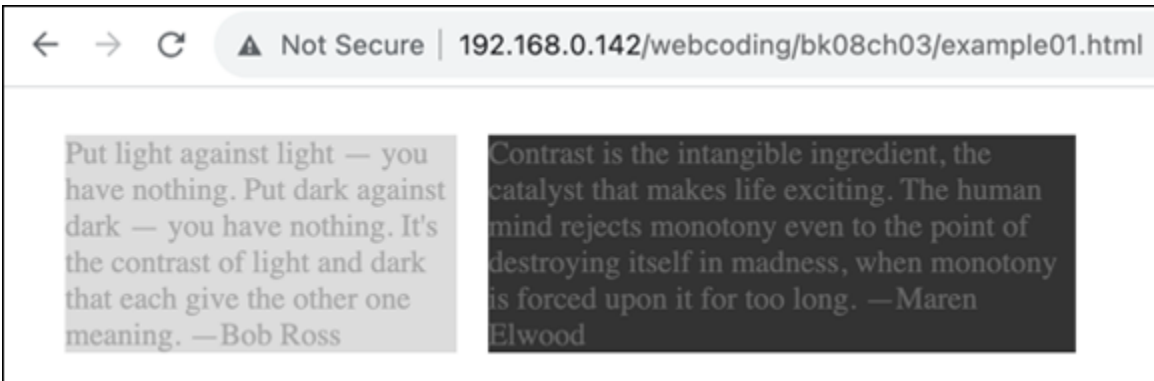 Not Secure | 192.168.0.142/webcoding/bk08ch03/example01.html
Put light against light — you
have nothing. Put dark against
dark — you have nothing. It's
the contrast of light and dark
that each give the other one
meaning. —Bob Ross
Contrast is the intangible ingredient, the
catalyst that makes life exciting. The human
mind rejects monotony even to the point of
destroying itself in madness, when monotony
is forced upon it for too long. —Maren
Elwood